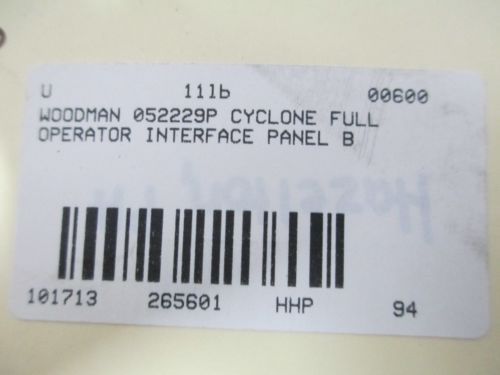 U 11lb 00600
WOODMAN 052229P CYCLONE FULL
OPERATOR INTERFACE PANEL B
101713 265601 HHP 94